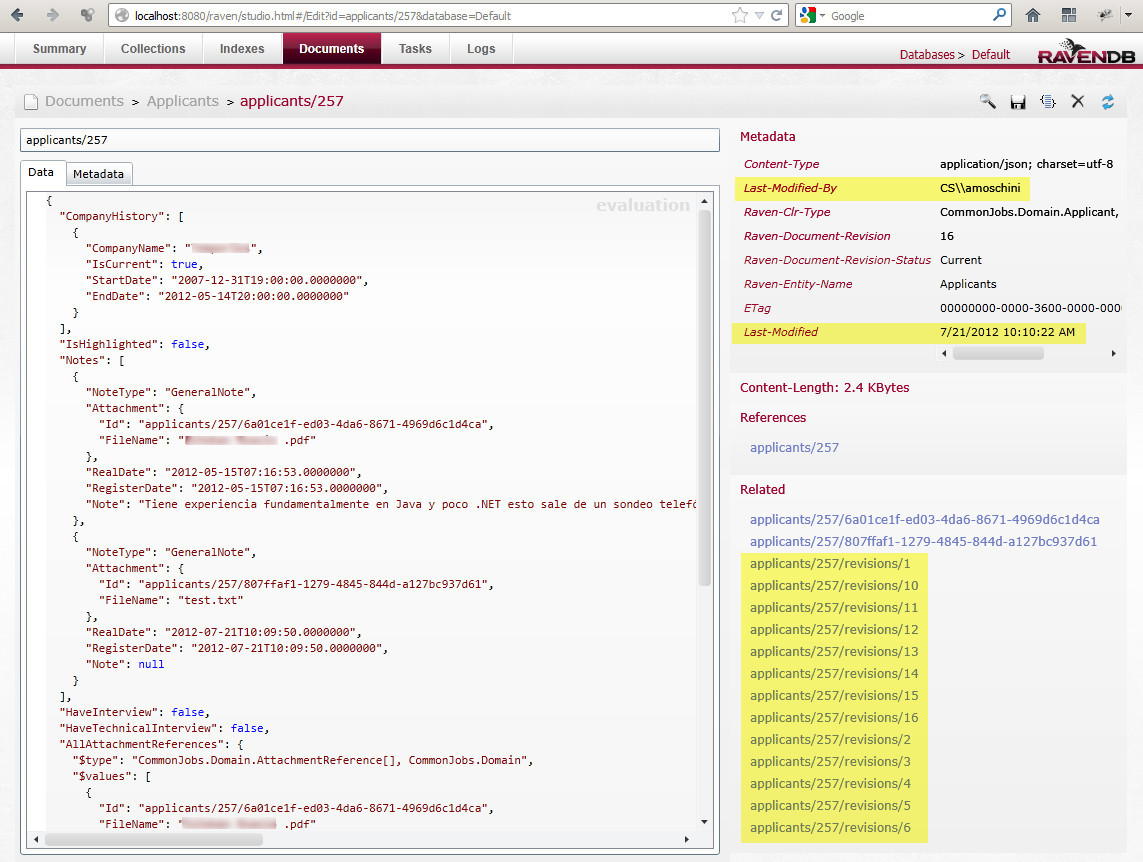 localhost:8080/raven/studio.html#/Edit?id=applicants/257&database=Default
Google
Summary
Collections
Indexes
Documents
Tasks
Logs
Databases > Default
RAVENDB
Documents > Applicants > applicants/257
applicants/257
Data
Metadata
evaluation
{
"CompanyHistory": [
{
"CompanyName": "",
"IsCurrent": true,
"StartDate": "2007-12-31T19:00:00.0000000",
"EndDate": "2012-05-14T20:00:00.0000000"
}
],
"IsHighlighted": false,
"Notes": [
{
"NoteType": "GeneralNote",
"Attachment": {
"Id": "applicants/257/6a01ce1f-ed03-4da6-8671-4969d6c1d4ca",
"FileName": " .pdf"
},
"RealDate": "2012-05-15T07:16:53.0000000",
"RegisterDate": "2012-05-15T07:16:53.0000000",
"Note": "Tiene experiencia fundamentalmente en Java y poco .NET esto sale de un sondeo telefó
},
{
"NoteType": "GeneralNote",
"Attachment": {
"Id": "applicants/257/807ffaf1-1279-4845-844d-a127bc937d61",
"FileName": "test.txt"
},
"RealDate": "2012-07-21T10:09:50.0000000",
"RegisterDate": "2012-07-21T10:09:50.0000000",
"Note": null
}
],
"HaveInterview": false,
"HaveTechnicalInterview": false,
"AllAttachmentReferences": {
"$type": "CommonJobs.Domain.AttachmentReference[], CommonJobs.Domain",
"$values": [
{
"Id": "applicants/257/6a01ce1f-ed03-4da6-8671-4969d6c1d4ca",
"FileName": " .pdf"
Metadata
Content-Type application/json; charset=utf-8
Last-Modified-By CS\\amoschini
Raven-Clr-Type CommonJobs.Domain.Applicant,
Raven-Document-Revision 16
Raven-Document-Revision-Status Current
Raven-Entity-Name Applicants
ETag 00000000-0000-3600-0000-000
Last-Modified 7/21/2012 10:10:22 AM
Content-Length: 2.4 KBytes
References
applicants/257
Related
applicants/257/6a01ce1f-ed03-4da6-8671-4969d6c1d4ca
applicants/257/807ffaf1-1279-4845-844d-a127bc937d61
applicants/257/revisions/1
applicants/257/revisions/10
applicants/257/revisions/11
applicants/257/revisions/12
applicants/257/revisions/13
applicants/257/revisions/14
applicants/257/revisions/15
applicants/257/revisions/16
applicants/257/revisions/2
applicants/257/revisions/3
applicants/257/revisions/4
applicants/257/revisions/5
applicants/257/revisions/6